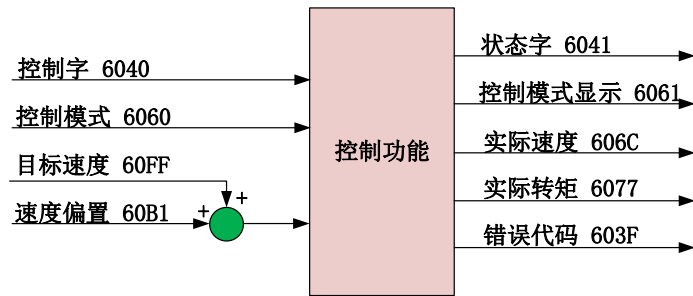 控制字 6040
控制模式 6060
目标速度 60FF
速度偏置 60B1
+
+
控制功能
状态字 6041
控制模式显示 6061
实际速度 606C
实际转矩 6077
错误代码 603F